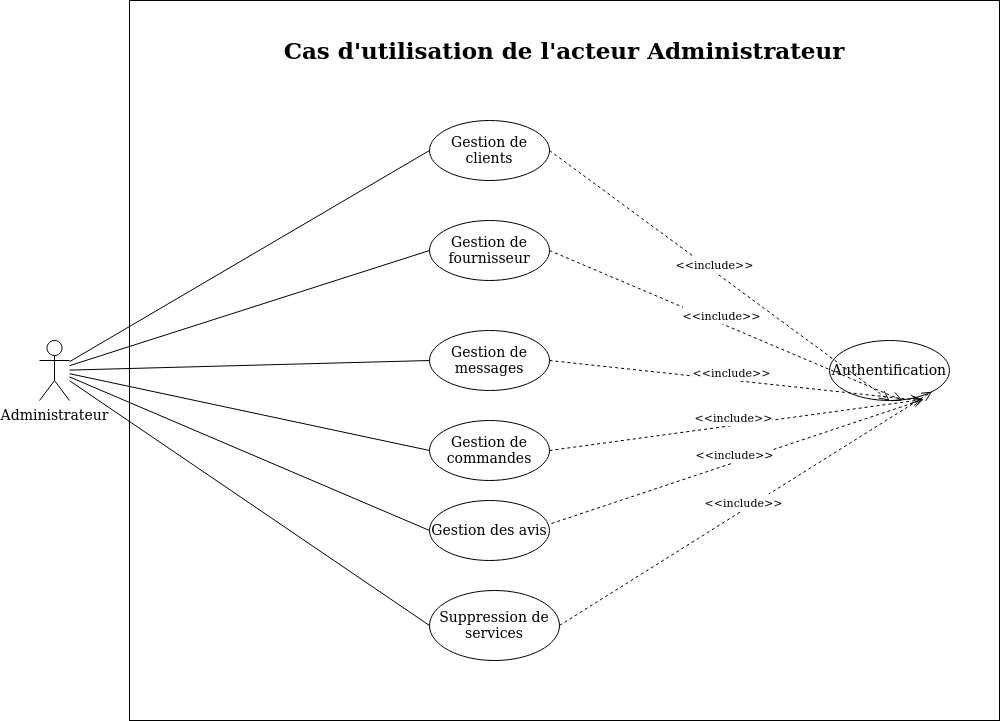 Cas d'utilisation de l'acteur Administrateur
Gestion de
clients
Gestion de
fournisseur
<<include>>
<<include>>
Gestion de
messages
<<include>>
Authentification
Administrateur
<<include>>
Gestion de
commandes
<<include>>
<<include>>
Gestion des avis
Suppression de
services